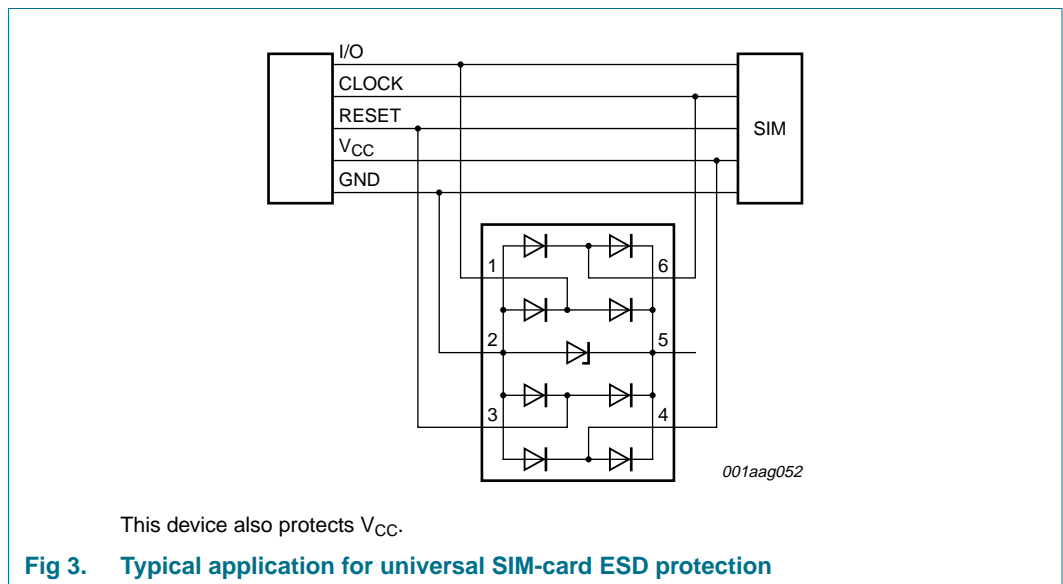 I/O
CLOCK
RESET
SIM
VCC
GND
1
6
2
5
3
4
001aag052
This device also protects VCC.
Fig 3. Typical application for universal SIM-card ESD protection